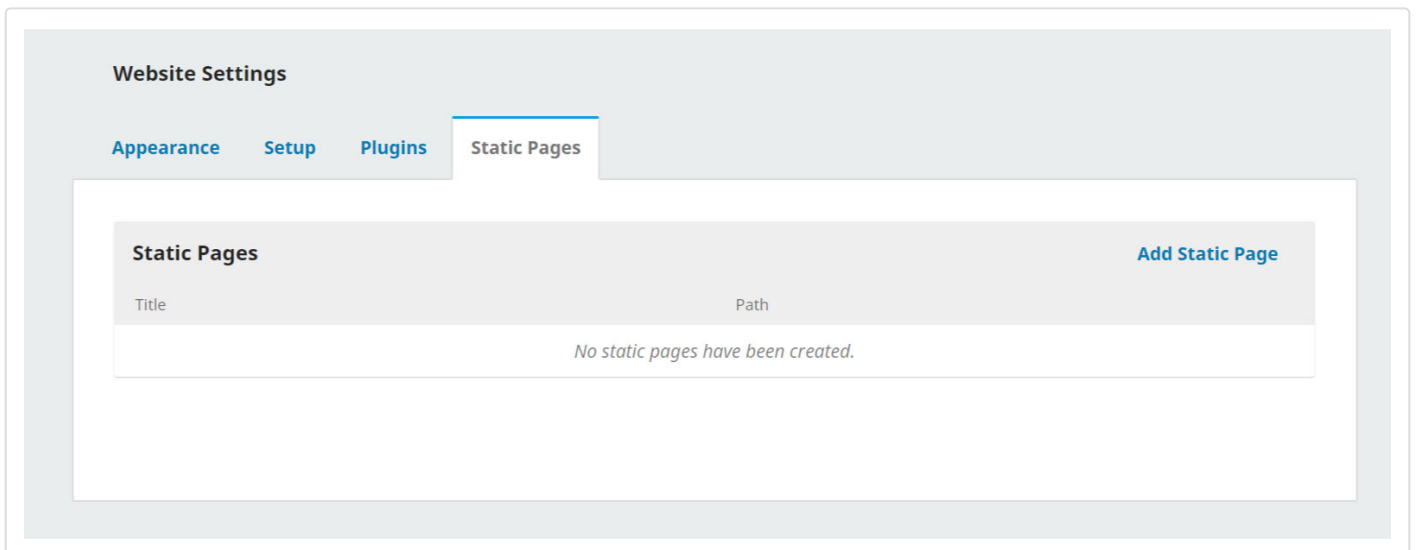 Website Settings
Appearance Setup Plugins Static Pages
Static Pages Add Static Page
Title Path
No static pages have been created.